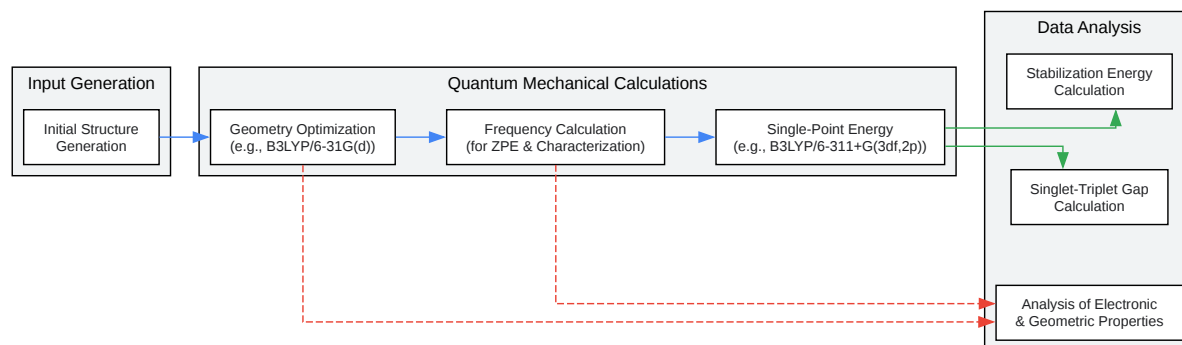 Input Generation
Initial Structure
Generation
Quantum Mechanical Calculations
Geometry Optimization
(e.g., B3LYP/6-31G(d))
Frequency Calculation
(for ZPE & Characterization)
Single-Point Energy
(e.g., B3LYP/6-311+G(3df,2p))
Data Analysis
Stabilization Energy
Calculation
Singlet-Triplet Gap
Calculation
Analysis of Electronic
& Geometric Properties